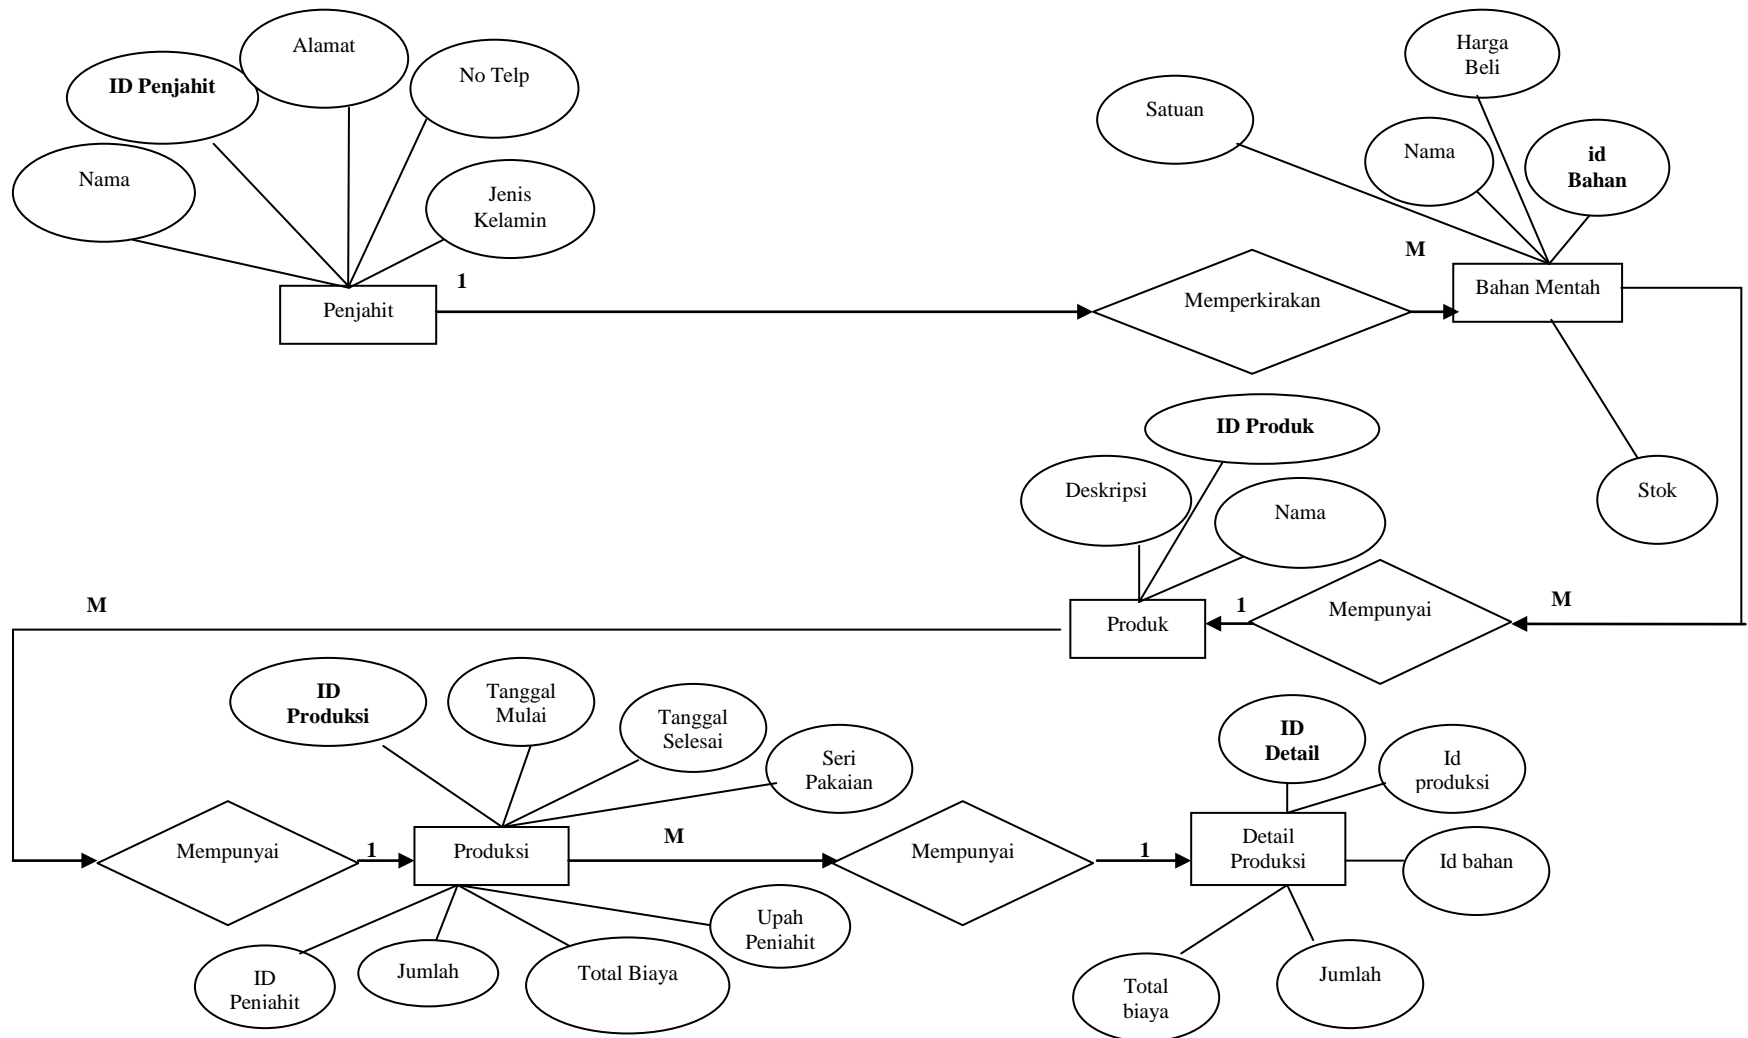 Alamat
Harga
Beli
ID Penjahit
No Telp
Satuan
Nama
id
Bahan
Nama
Jenis
Kelamin
1
M
Penjahit
Memperkirakan
Bahan Mentah
ID Produk
Deskripsi
Nama
Stok
M
Produk
1
Mempunyai
M
ID
Produksi
Tanggal
Mulai
Tanggal
Selesai
Seri
Pakaian
ID
Detail
Id
produksi
Mempunyai
1
Produksi
M
Mempunyai
1
Detail
Produksi
Id bahan
Upah
Peniahit
ID
Peniahit
Jumlah
Total Biaya
Total
biaya
Jumlah